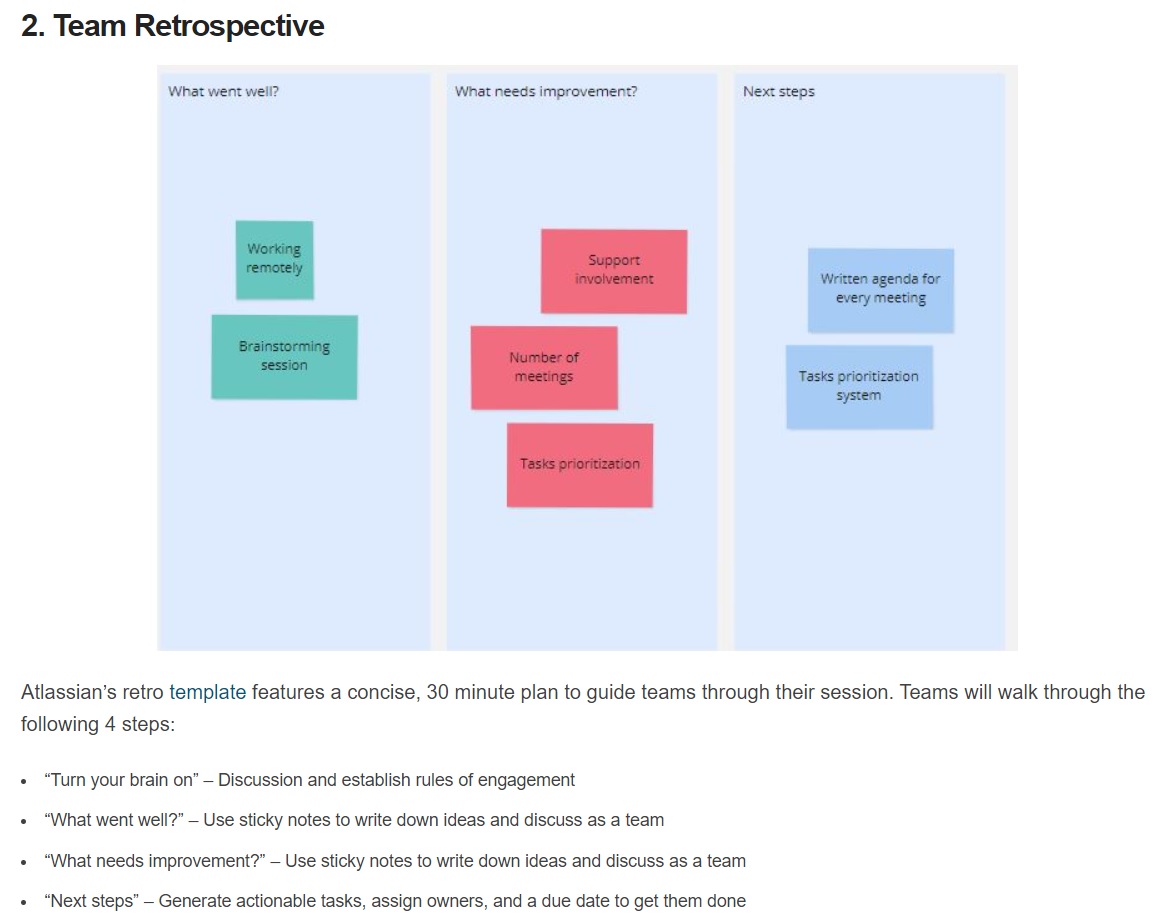 2. Team Retrospective
What went well?
Working
remotely
Brainstorming
session
What needs improvement?
Support
involvement
Number of
meetings
Tasks prioritization
Next steps
Written agenda for
every meeting
Tasks prioritization
system
Atlassian’s retro template features a concise, 30 minute plan to guide teams through their session. Teams will walk through the
following 4 steps:
• “Turn your brain on” – Discussion and establish rules of engagement
• “What went well?” – Use sticky notes to write down ideas and discuss as a team
• “What needs improvement?” – Use sticky notes to write down ideas and discuss as a team
• “Next steps” – Generate actionable tasks, assign owners, and a due date to get them done